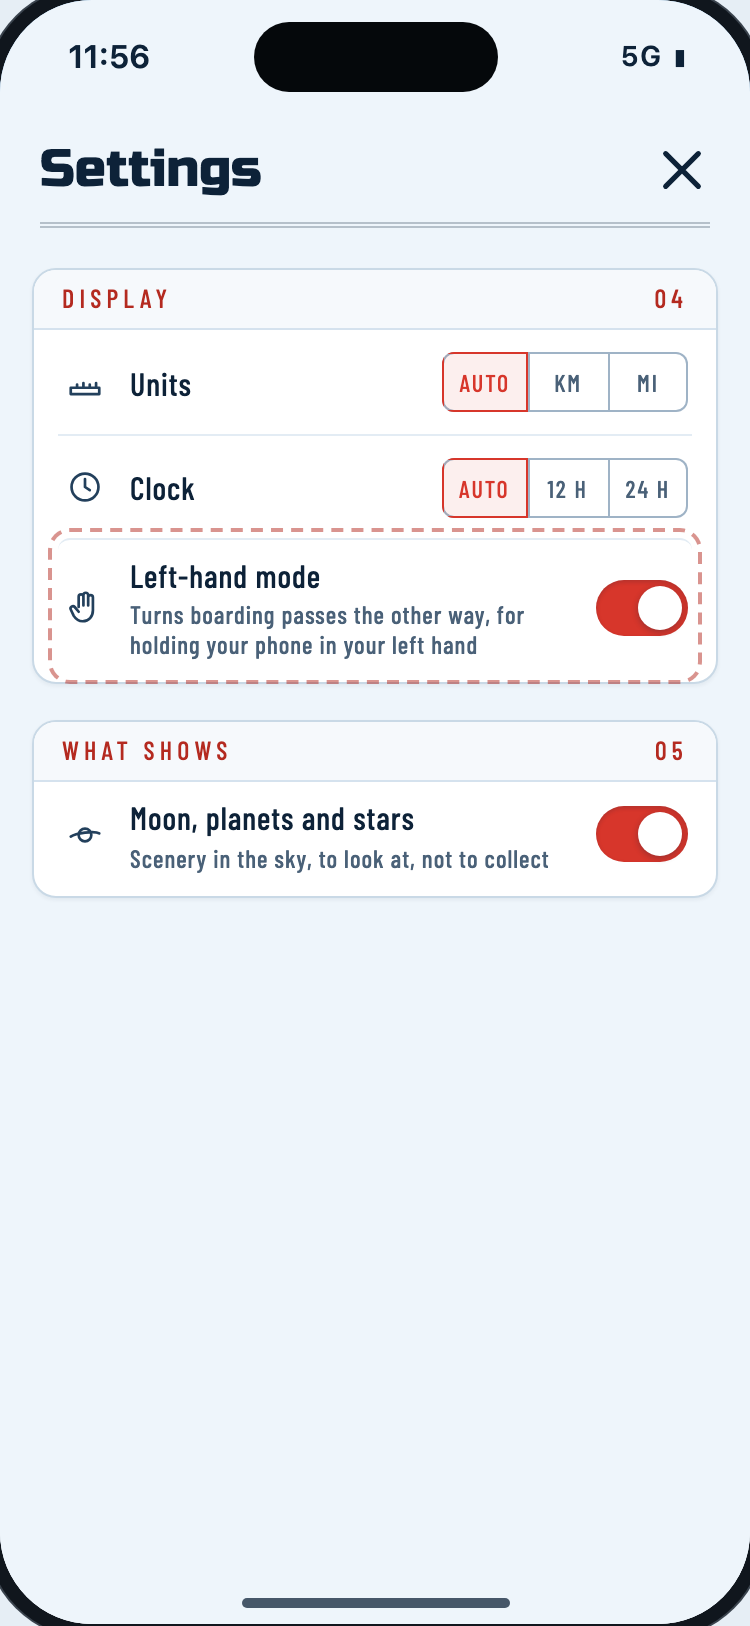 11:56
5G
Settings
DISPLAY 04
Units AUTO KM MI
Clock AUTO 12 H 24 H
Left-hand mode
Turns boarding passes the other way, for
holding your phone in your left hand
WHAT SHOWS 05
Moon, planets and stars
Scenery in the sky, to look at, not to collect